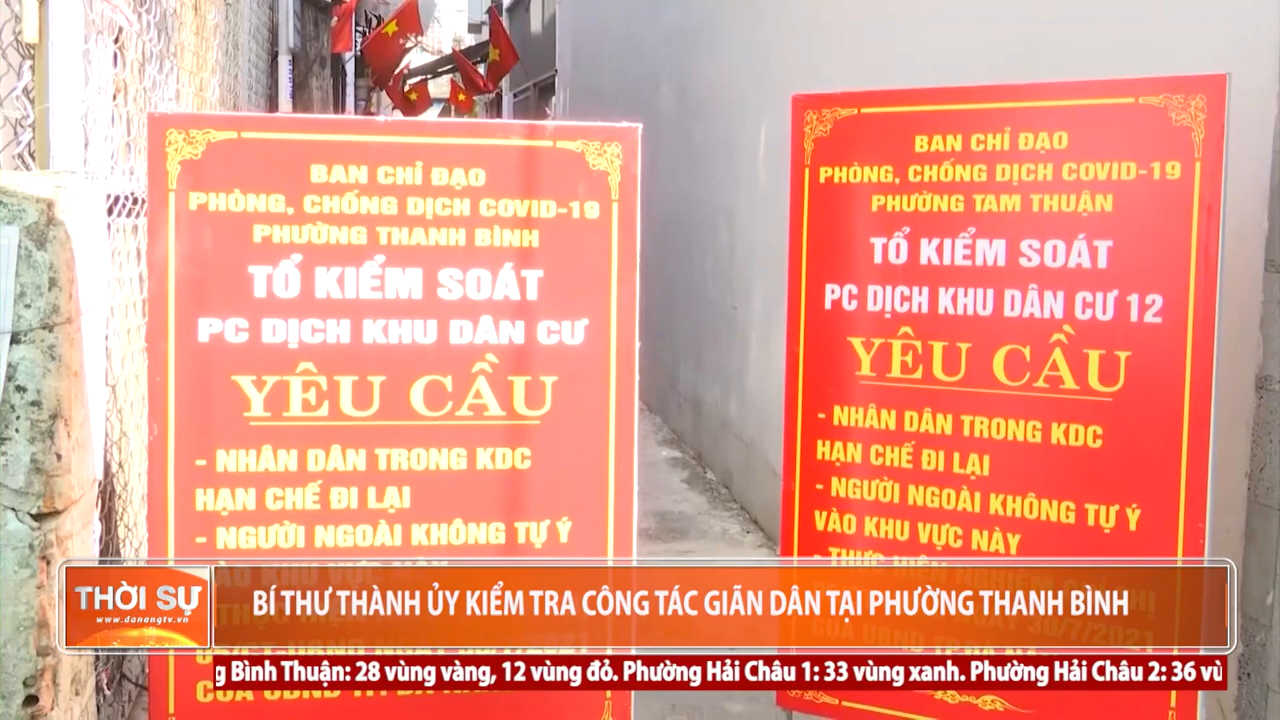 BAN CHỈ ĐẠO
PHÒNG, CHỐNG DỊCH COVID-19
PHƯỜNG THANH BÌNH
TỔ KIỂM SOÁT
PC DỊCH KHU DÂN CƯ
YÊU CẦU
- NHÂN DÂN TRONG KDC
HẠN CHẾ ĐI LẠI
- NGƯỜI NGOÀI KHÔNG TỰ Ý
BAN CHỈ ĐẠO
PHÒNG, CHỐNG DỊCH COVID-19
PHƯỜNG TAM THUẬN
TỔ KIỂM SOÁT
PC DỊCH KHU DÂN CƯ 12
YÊU CẦU
- NHÂN DÂN TRONG KDC
HẠN CHẾ ĐI LẠI
- NGƯỜI NGOÀI KHÔNG TỰ Ý
VÀO KHU VỰC NÀY
- THỰC HIỆN NGHIÊM
THỜI SỰ
www.danangtv.vn
BÍ THƯ THÀNH ỦY KIỂM TRA CÔNG TÁC GIÃN DÂN TẠI PHƯỜNG THANH BÌNH
g Bình Thuận: 28 vùng vàng, 12 vùng đỏ. Phường Hải Châu 1: 33 vùng xanh. Phường Hải Châu 2: 36 vù